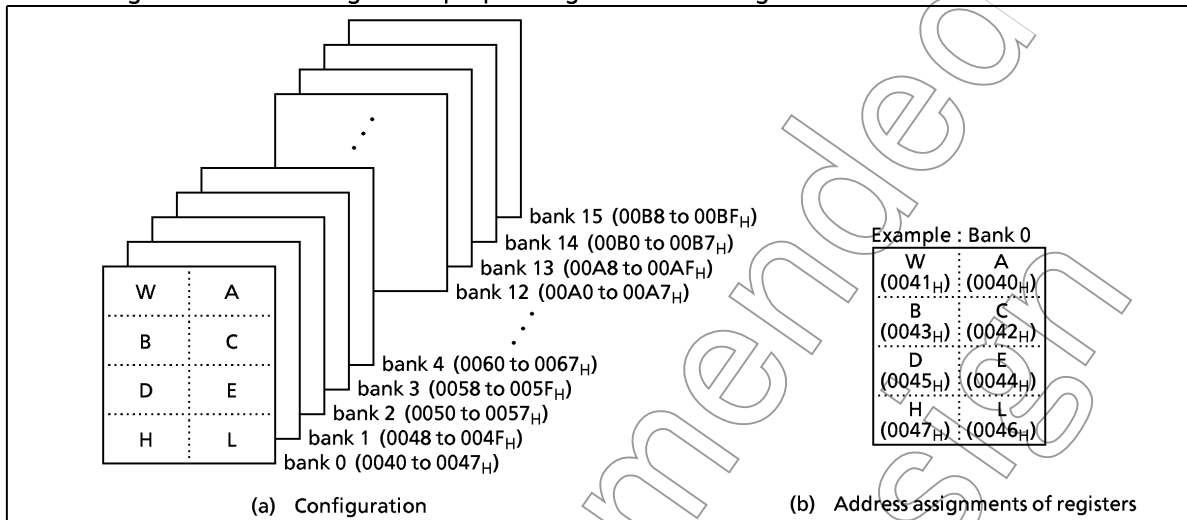 bank 15 (00B8 to 00BFH)
bank 14 (00B0 to 00B7H)
bank 13 (00A8 to 00AFH)
bank 12 (00A0 to 00A7H)
bank 4 (0060 to 0067H)
bank 3 (0058 to 005FH)
bank 2 (0050 to 0057H)
bank 1 (0048 to 004FH)
bank 0 (0040 to 0047H)
W A
B C
D E
H L
(a) Configuration
Example : Bank 0
W A
(0041H) (0040H)
B C
(0043H) (0042H)
D E
(0045H) (0044H)
H L
(0047H) (0046H)
(b) Address assignments of registers
mended
sign